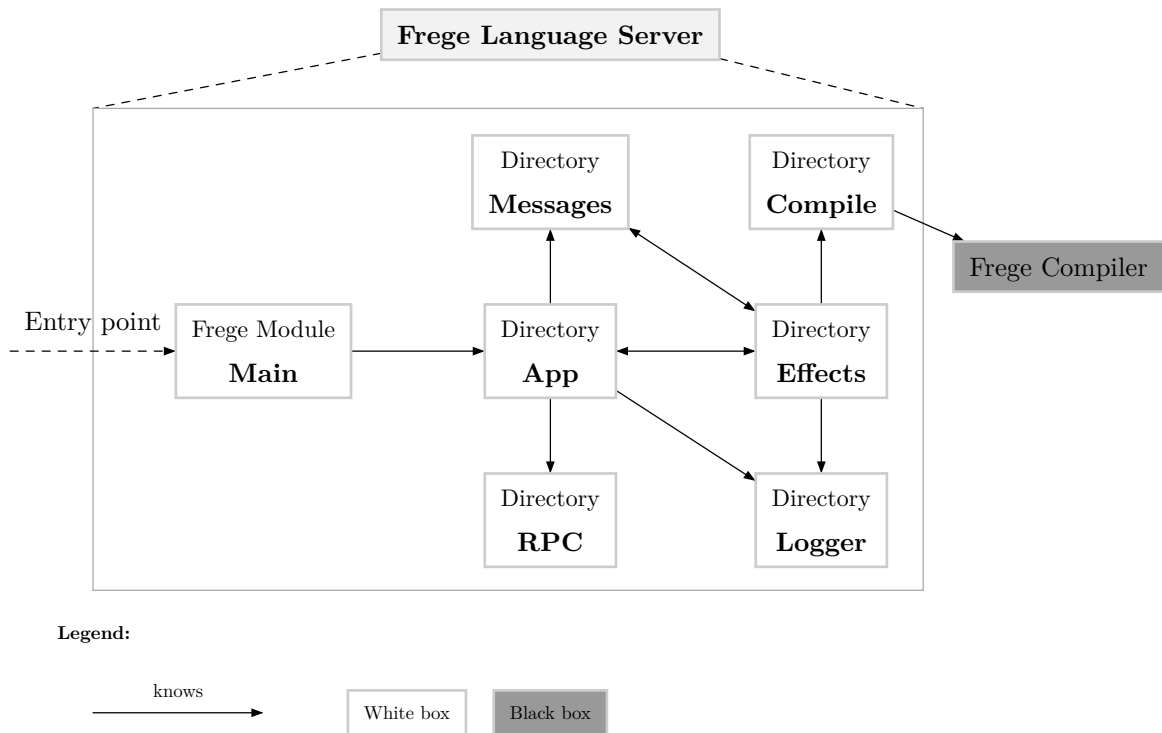 Frege Language Server
Directory
Messages
Directory
Compile
Frege Compiler
Entry point
Frege Module
Main
Directory
App
Directory
Effects
Directory
RPC
Directory
Logger
Legend:
knows
White box
Black box